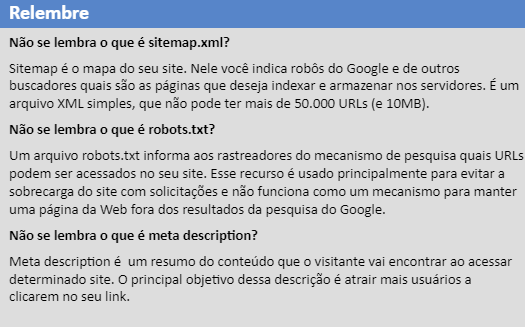 Relembre
Não se lembra o que é sitemap.xml?
Sitemap é o mapa do seu site. Nele você indica robôs do Google e de outros
buscadores quais são as páginas que deseja indexar e armazenar nos servidores. É um
arquivo XML simples, que não pode ter mais de 50.000 URLs (e 10MB).
Não se lembra o que é robots.txt?
Um arquivo robots.txt informa aos rastreadores do mecanismo de pesquisa quais URLs
podem ser acessados no seu site. Esse recurso é usado principalmente para evitar a
sobrecarga do site com solicitações e não funciona como um mecanismo para manter
uma página da Web fora dos resultados da pesquisa do Google.
Não se lembra o que é meta description?
Meta description é  um resumo do conteúdo que o visitante vai encontrar ao acessar
determinado site. O principal objetivo dessa descrição é atrair mais usuários a
clicarem no seu link.